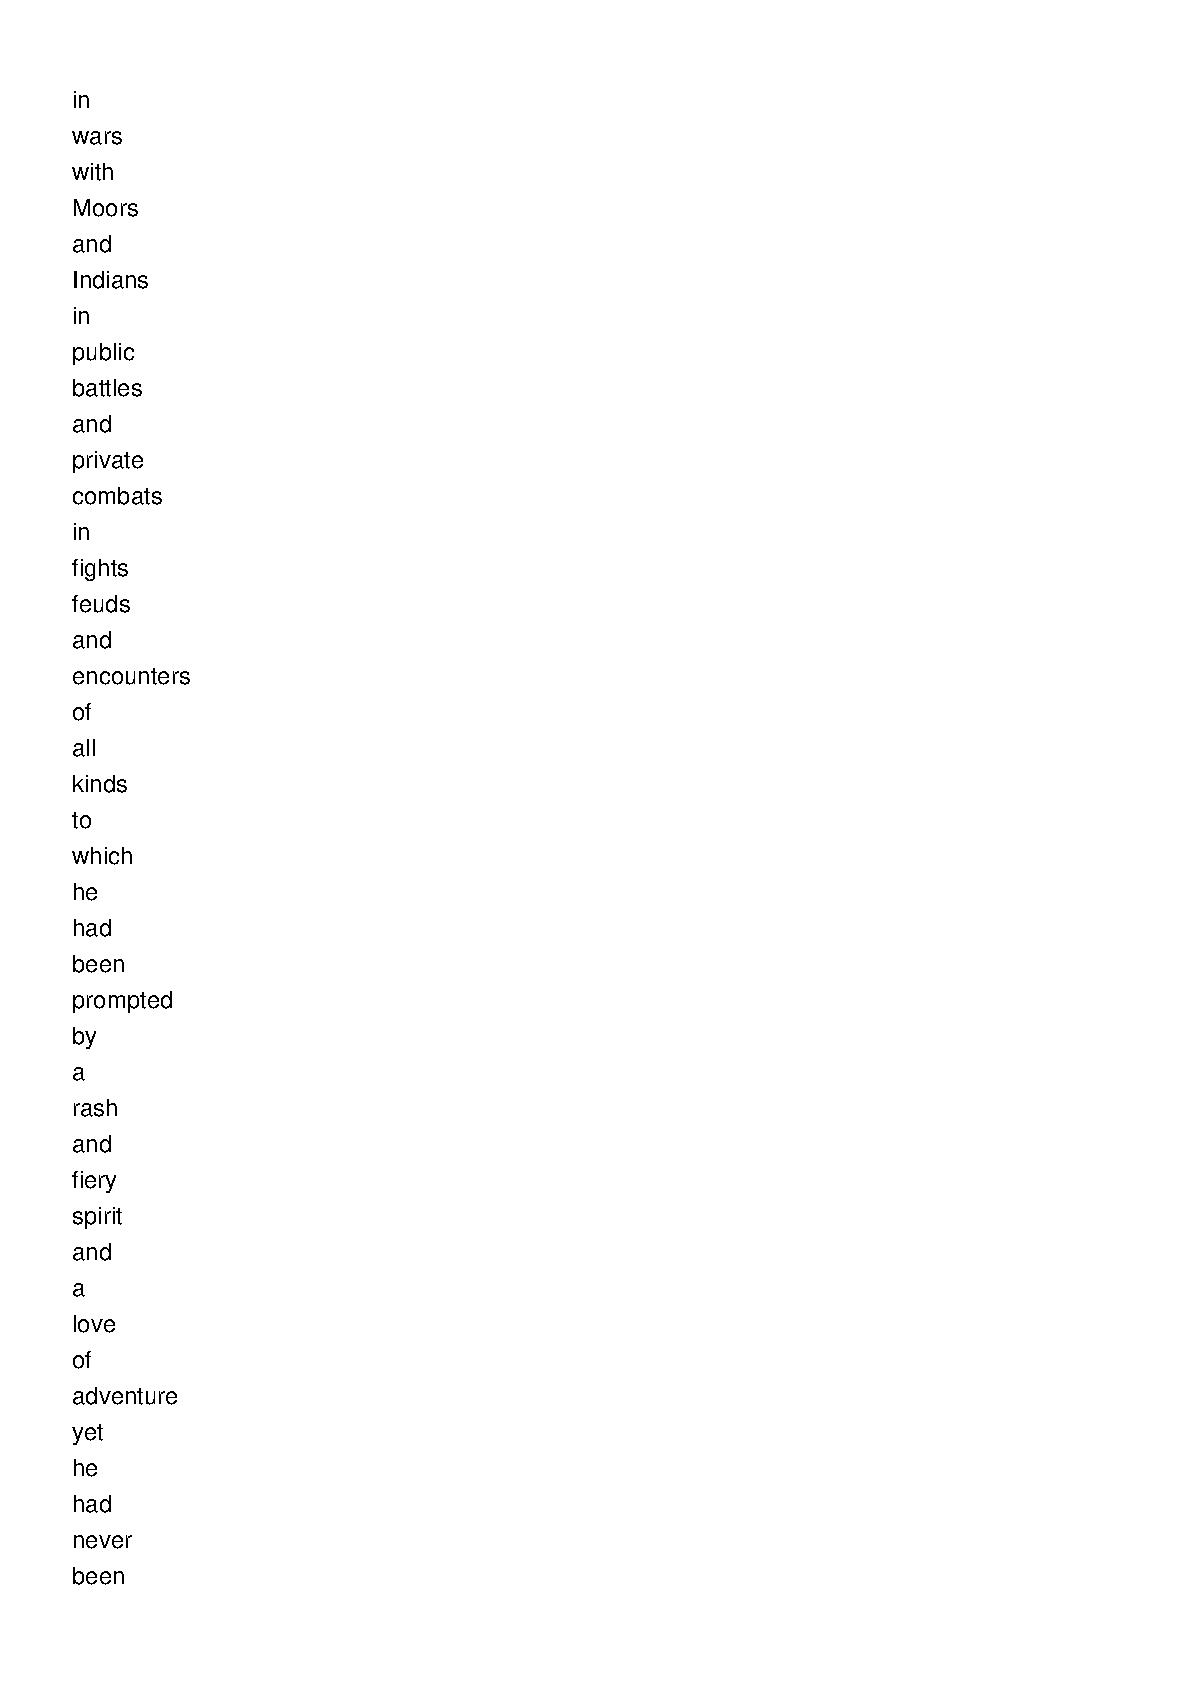 in
wars
with
Moors
and
Indians
in
public
battles
and
private
combats
in
fights
feuds
and
encounters
of
all
kinds
to
which
he
had
been
prompted
by
a
rash
and
fiery
spirit
and
a
love
of
adventure
yet
he
had
never
been